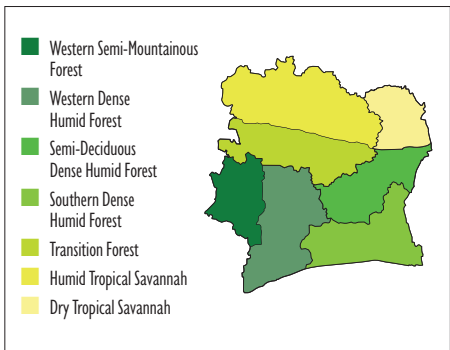 Western Semi-Mountainous
Forest
Western Dense
Humid Forest
Semi-Deciduous
Dense Humid Forest
Southern Dense
Humid Forest
Transition Forest
Humid Tropical Savannah
Dry Tropical Savannah